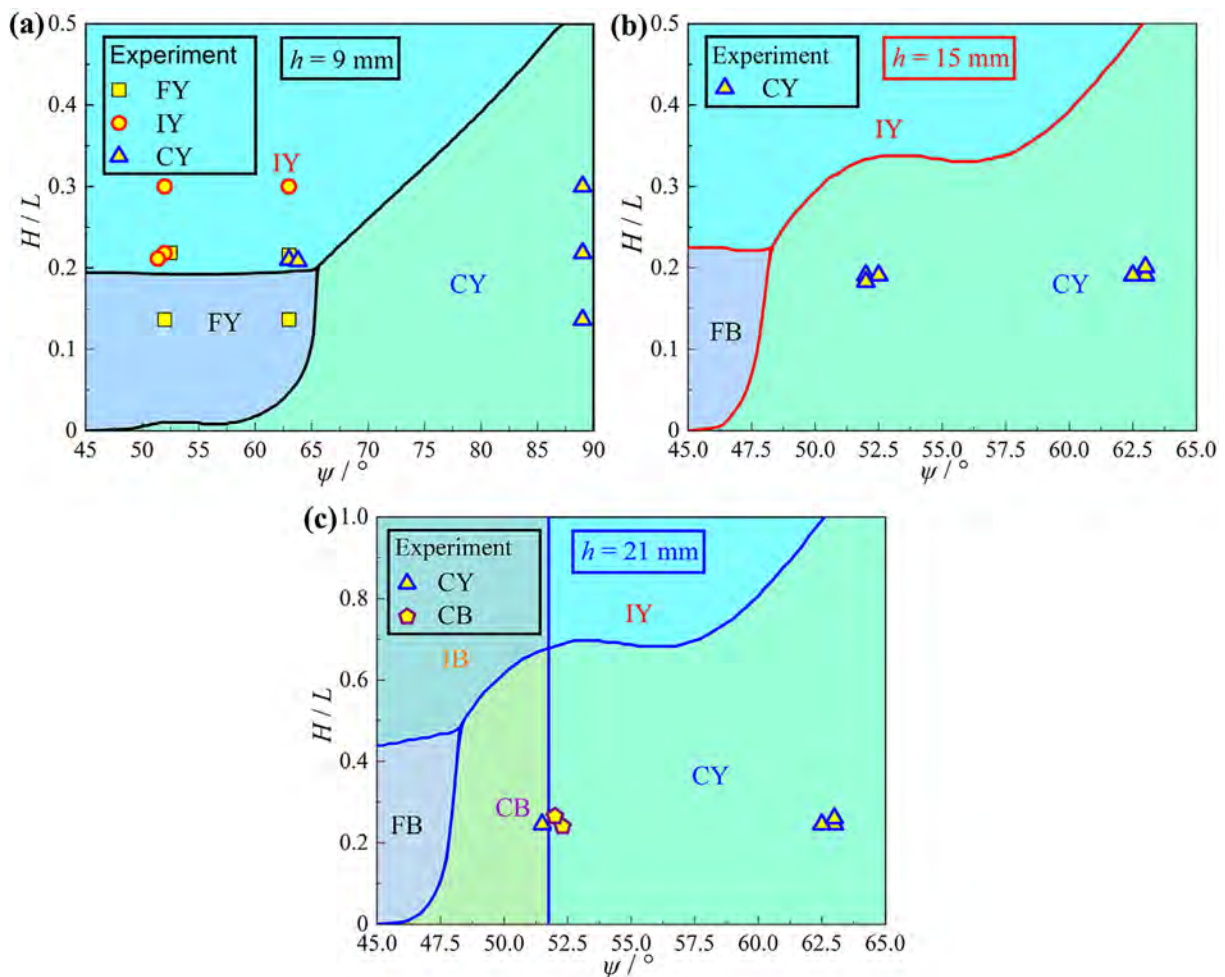 (a)
0.5
0.4
0.3
0.2
0.1
0
H / L
Experiment
FY
IY
CY
h = 9 mm
IY
CY
FY
45 50 55 60 65 70 75 80 85 90
ψ / °
(b)
0.5
0.4
0.3
0.2
0.1
0
H / L
Experiment
CY
h = 15 mm
IY
CY
FB
45.0 47.5 50.0 52.5 55.0 57.5 60.0 62.5 65.0
ψ / °
(c)
1.0
0.8
0.6
0.4
0.2
0
H / L
Experiment
CY
CB
h = 21 mm
IY
IB
CY
CB
FB
45.0 47.5 50.0 52.5 55.0 57.5 60.0 62.5 65.0
ψ / °